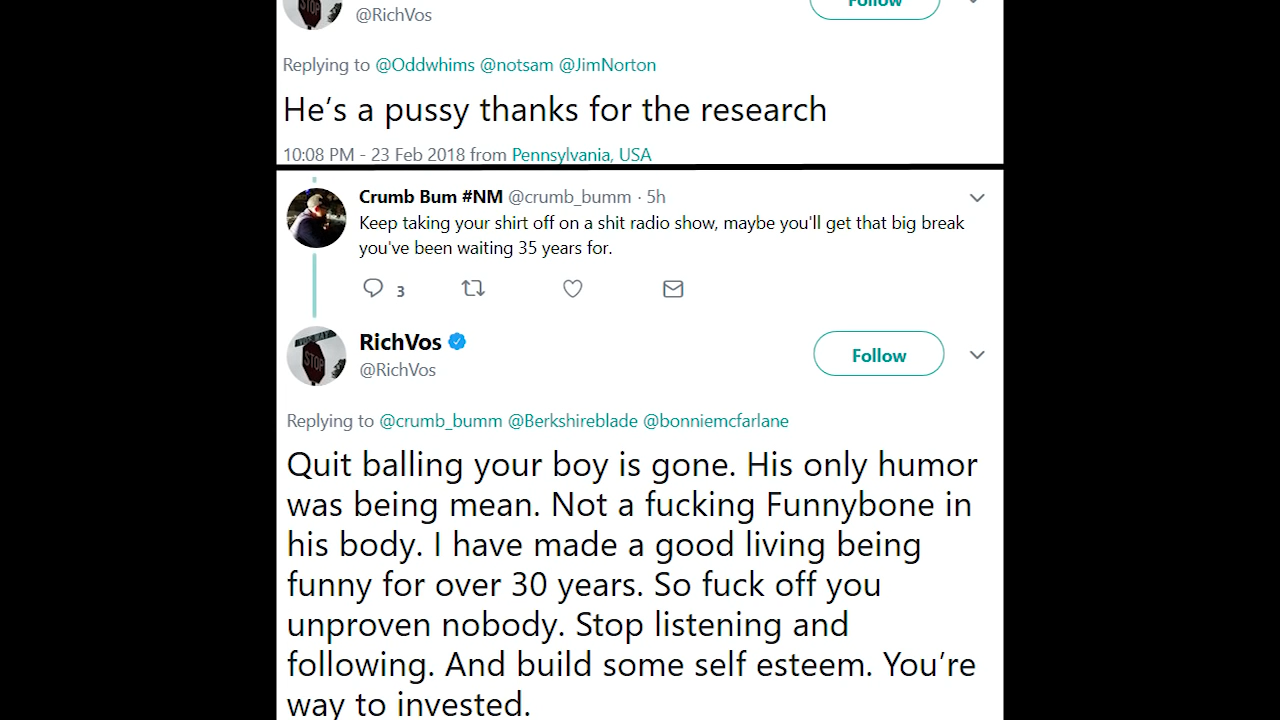 Follow
@RichVos
Replying to @Oddwhims @notsam @JimNorton
He's a pussy thanks for the research
10:08 PM - 23 Feb 2018 from Pennsylvania, USA
Crumb Bum #NM @crumb_bumm · 5h
Keep taking your shirt off on a shit radio show, maybe you'll get that big break
you've been waiting 35 years for.
3
RichVos
@RichVos
Follow
Replying to @crumb_bumm @Berkshireblade @bonniemcfarlane
Quit balling your boy is gone. His only humor
was being mean. Not a fucking Funnybone in
his body. I have made a good living being
funny for over 30 years. So fuck off you
unproven nobody. Stop listening and
following. And build some self esteem. You’re
way to invested.
STOP
STOP